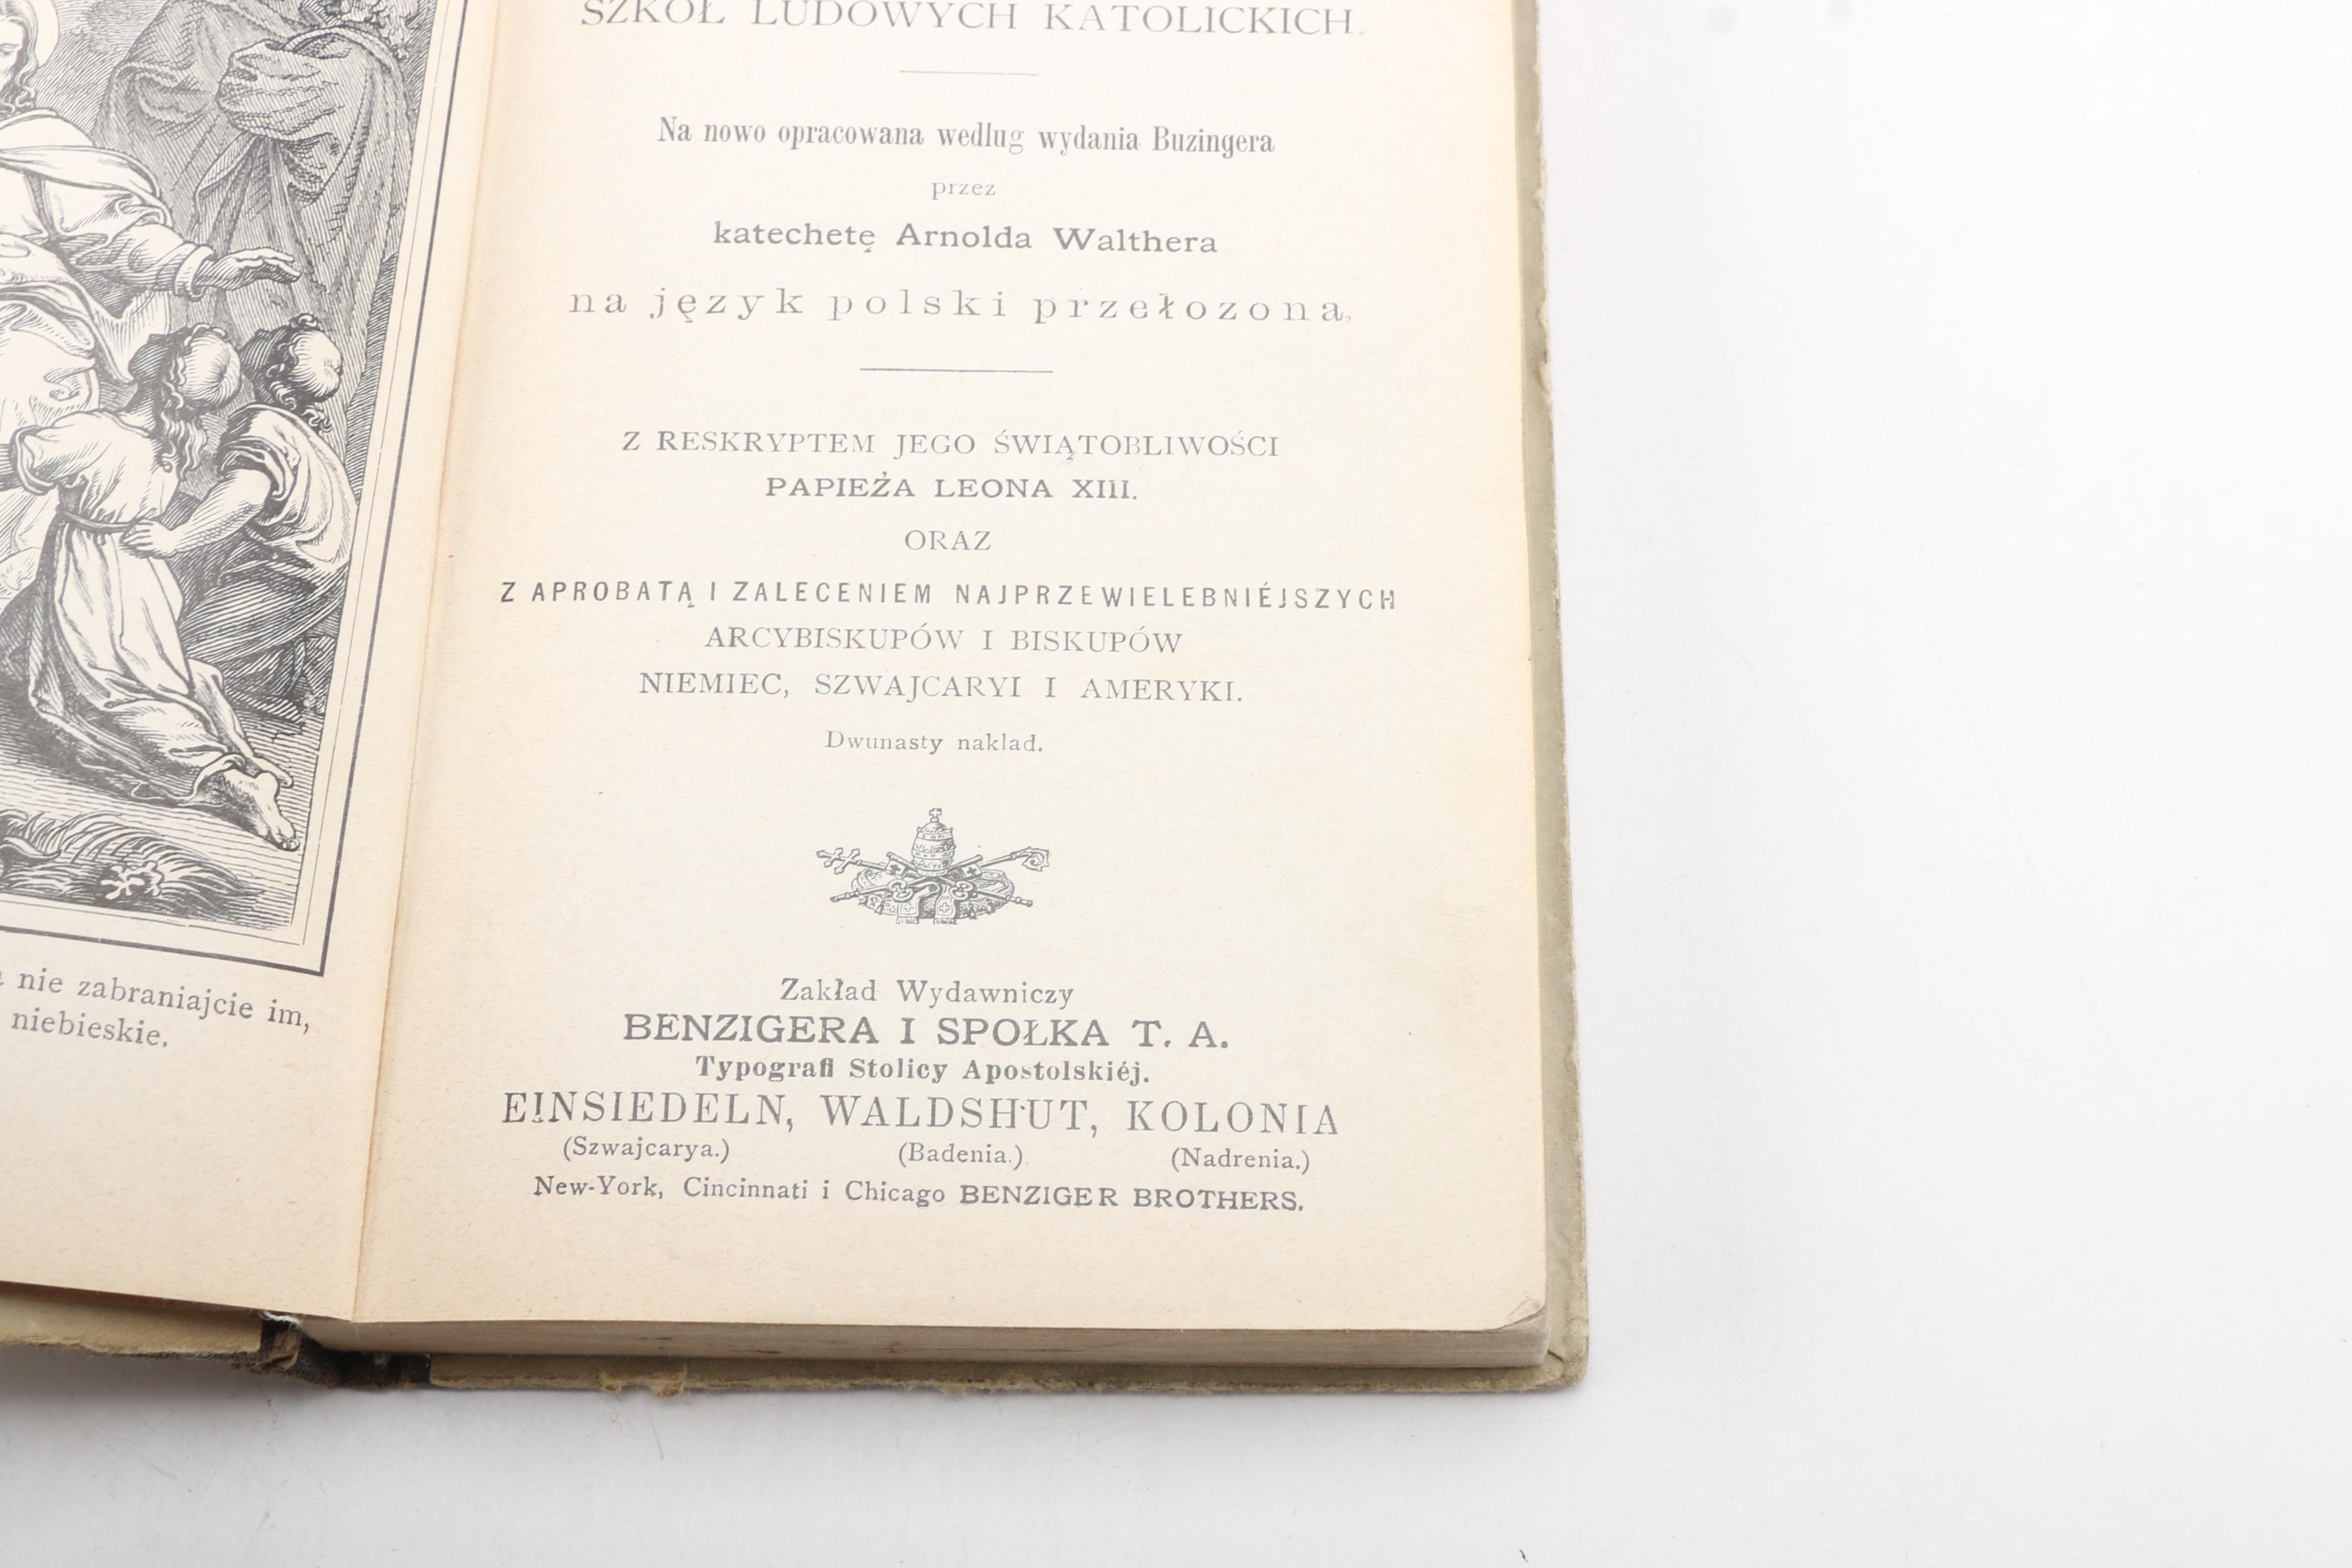 nie zabraniajcie im,
niebieskie.
SZKÓŁ LUDOWYCH KATOLICKICH.
Na nowo opracowana wedlug wydania Buzingera
przez
katechetę Arnolda Walthera
na język polski przełozona,
Z RESKRYPTEM JEGO ŚWIĄTOBLIWOŚCI
PAPIEŻA LEONA XIII.
ORAZ
Z APROBATĄ I ZALECENIEM NAJPRZEWIELEBNIÉJSZYCH
ARCYBISKUPÓW I BISKUPÓW
NIEMIEC, SZWAJCARYI I AMERYKI.
Dwunasty naklad.
Zakład Wydawniczy
BENZIGERA I SPOŁKA T. A.
Typografi Stolicy Apostolskiéj.
EINSIEDELN, WALDSHUT, KOLONIA
(Szwajcarya.) (Badenia.) (Nadrenia.)
New-York, Cincinnati i Chicago BENZIGER BROTHERS.